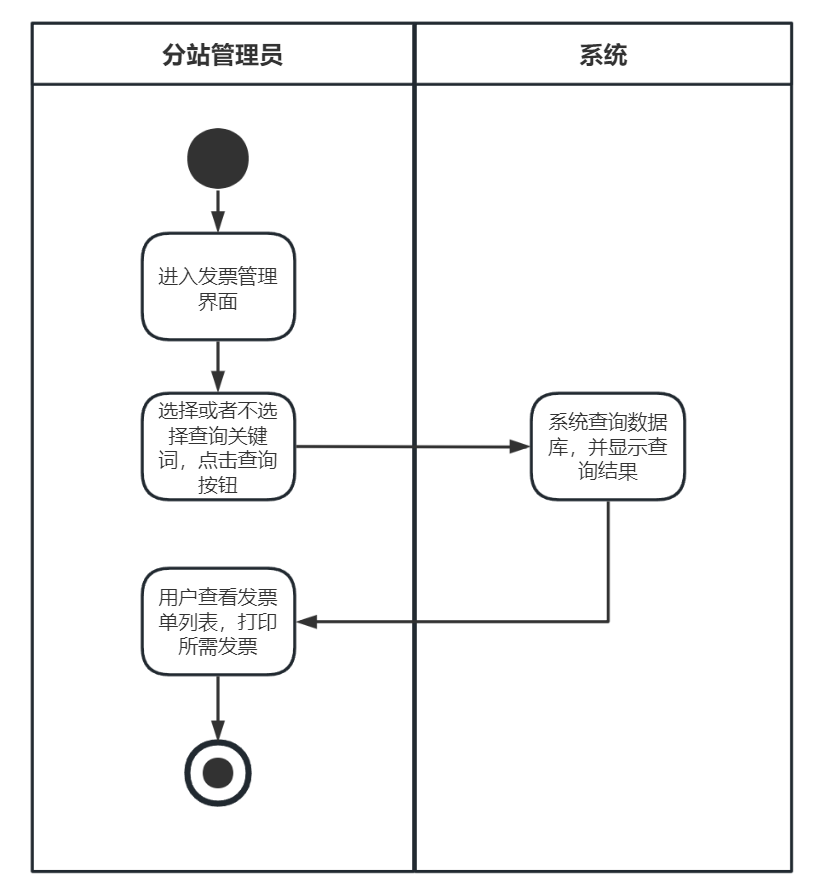 分站管理员
系统
进入发票管理
界面
选择或者不选
择查询关键
词，点击查询
按钮
系统查询数据
库，并显示查
询结果
用户查看发票
单列表，打印
所需发票